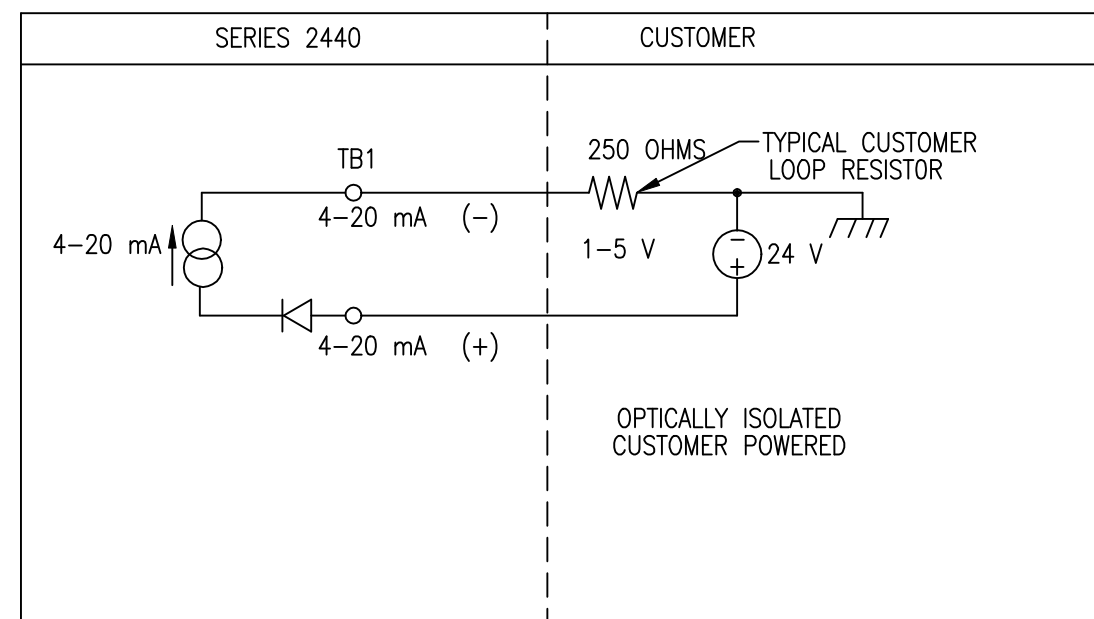 SERIES 2440
CUSTOMER
TB1
250 OHMS
TYPICAL CUSTOMER
LOOP RESISTOR
4-20 mA (-)
4-20 mA
1-5 V
24 V
4-20 mA (+)
OPTICALLY ISOLATED
CUSTOMER POWERED